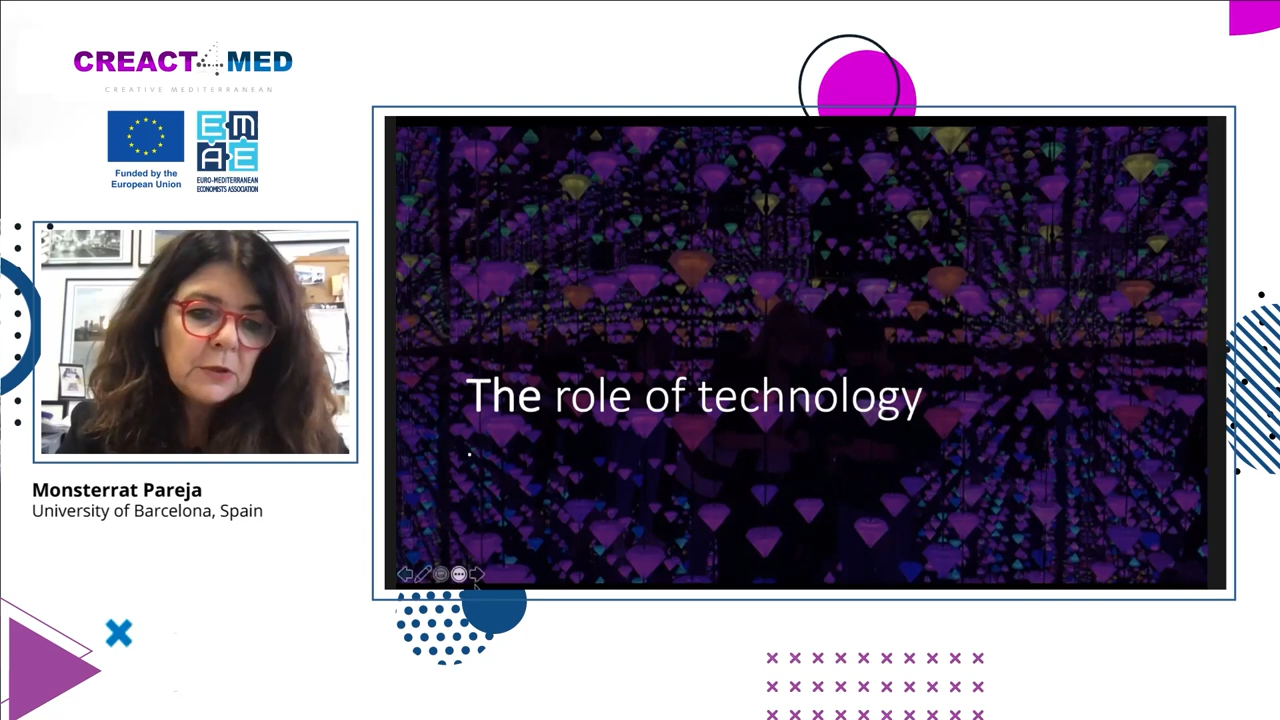 CREACT4MED
CREATIVE MEDITERRANEAN
Funded by the
European Union
EMAE
EURO-MEDITERRANEAN
ECONOMISTS ASSOCIATION
Monsterrat Pareja
University of Barcelona, Spain
The role of technology
.